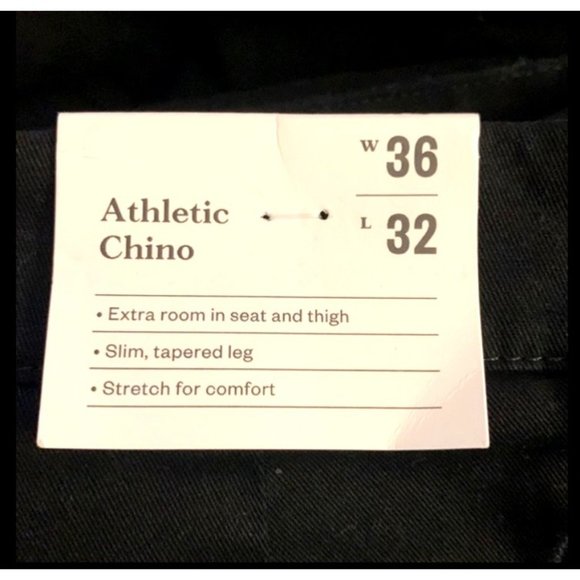 W 36
L 32
Athletic
Chino
• Extra room in seat and thigh
• Slim, tapered leg
• Stretch for comfort